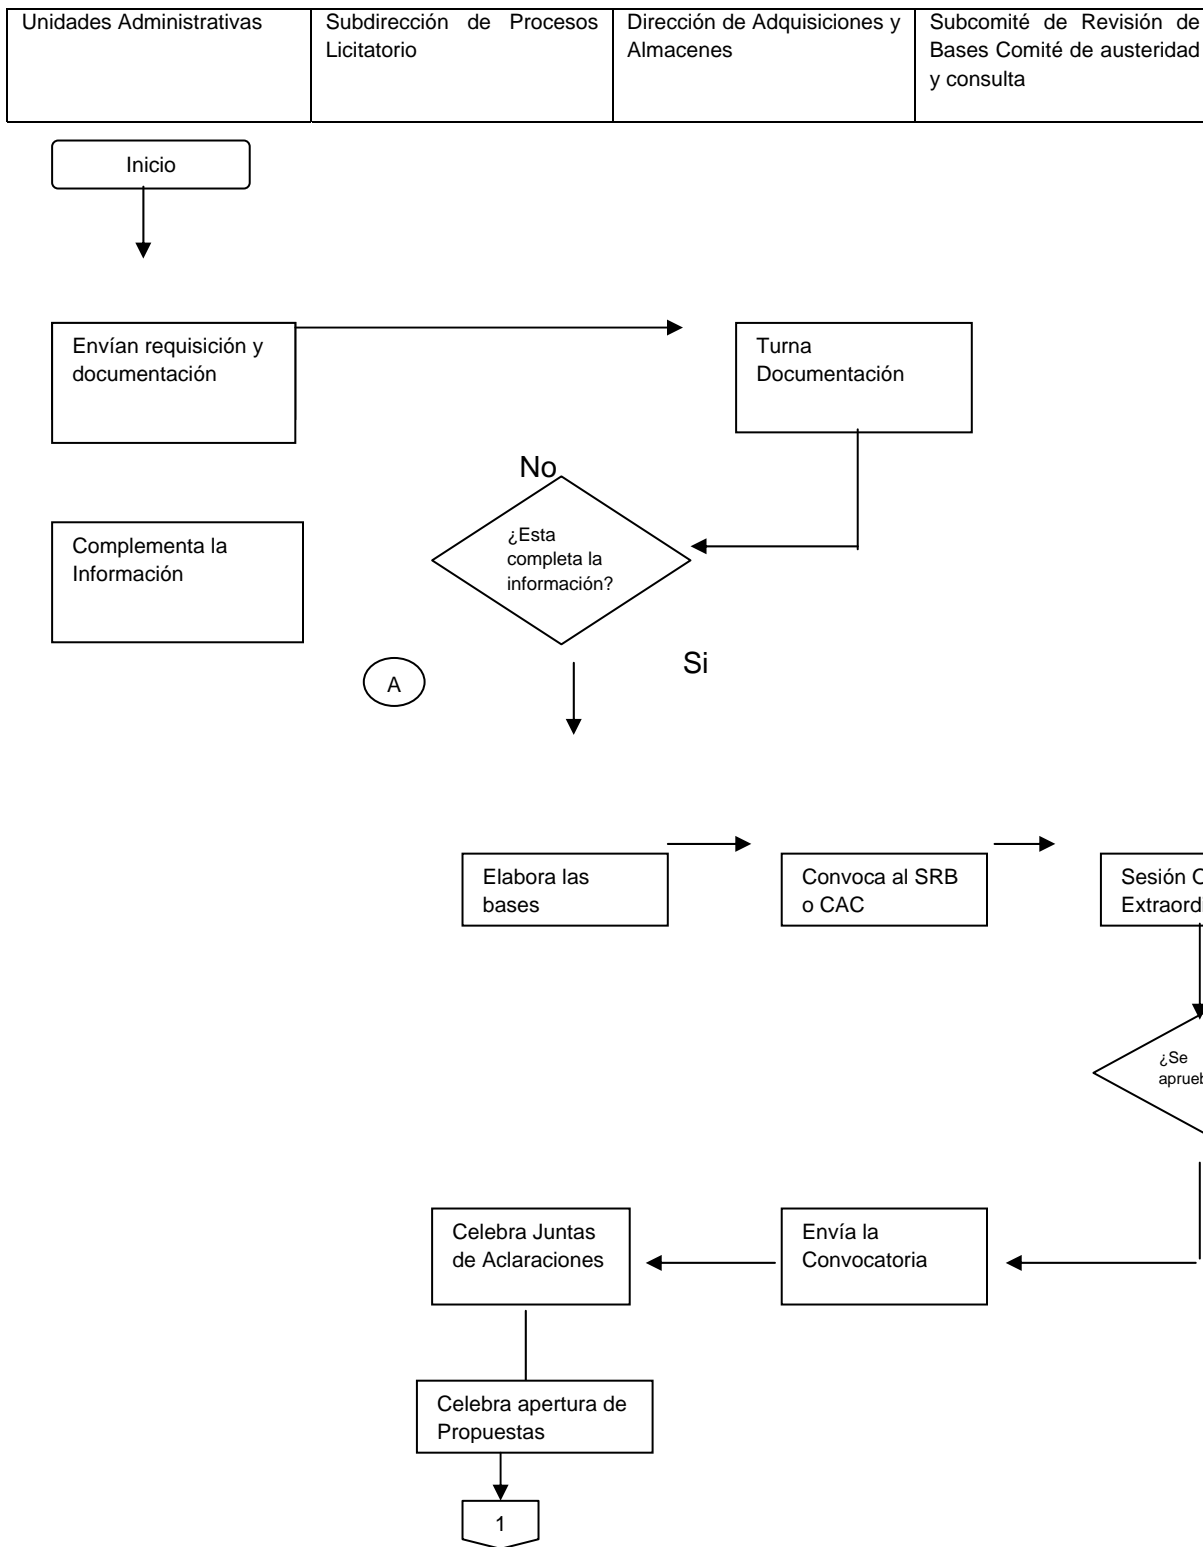 Unidades Administrativas
Subdirección de Procesos
Licitatorio
Dirección de Adquisiciones y
Almacenes
Subcomité de Revisión de
Bases Comité de austeridad
y consulta
Inicio
Envían requisición y
documentación
Turna
Documentación
No
¿Esta
completa la
información?
Complementa la
Información
Si
A
Elabora las
bases
Convoca al SRB
o CAC
Sesión
¿Se
Celebra Juntas
de Aclaraciones
Envía la
Convocatoria
Celebra apertura de
Propuestas
1